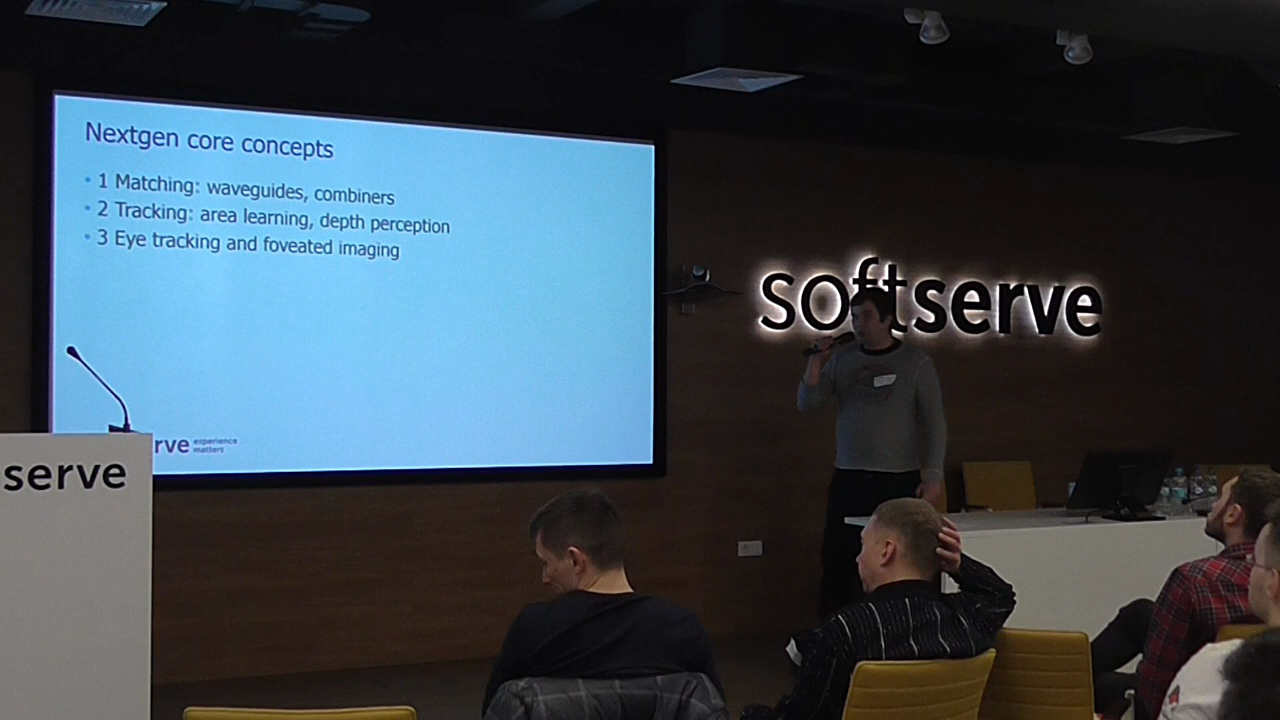 Nextgen core concepts
• 1 Matching: waveguides, combiners
• 2 Tracking: area learning, depth perception
• 3 Eye tracking and foveated imaging
rve experience
matters
serve
softserve